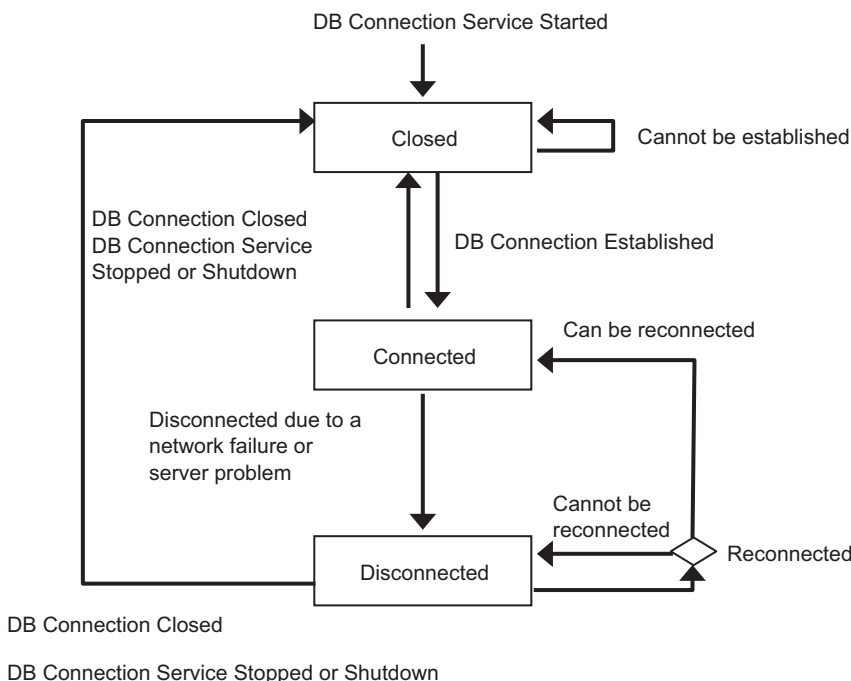 DB Connection Service Started
Closed
Cannot be established
DB Connection Closed
DB Connection Service
Stopped or Shutdown
DB Connection Established
Can be reconnected
Connected
Disconnected due to a
network failure or
server problem
Cannot be
reconnected
Reconnected
Disconnected
DB Connection Closed
DB Connection Service Stopped or Shutdown